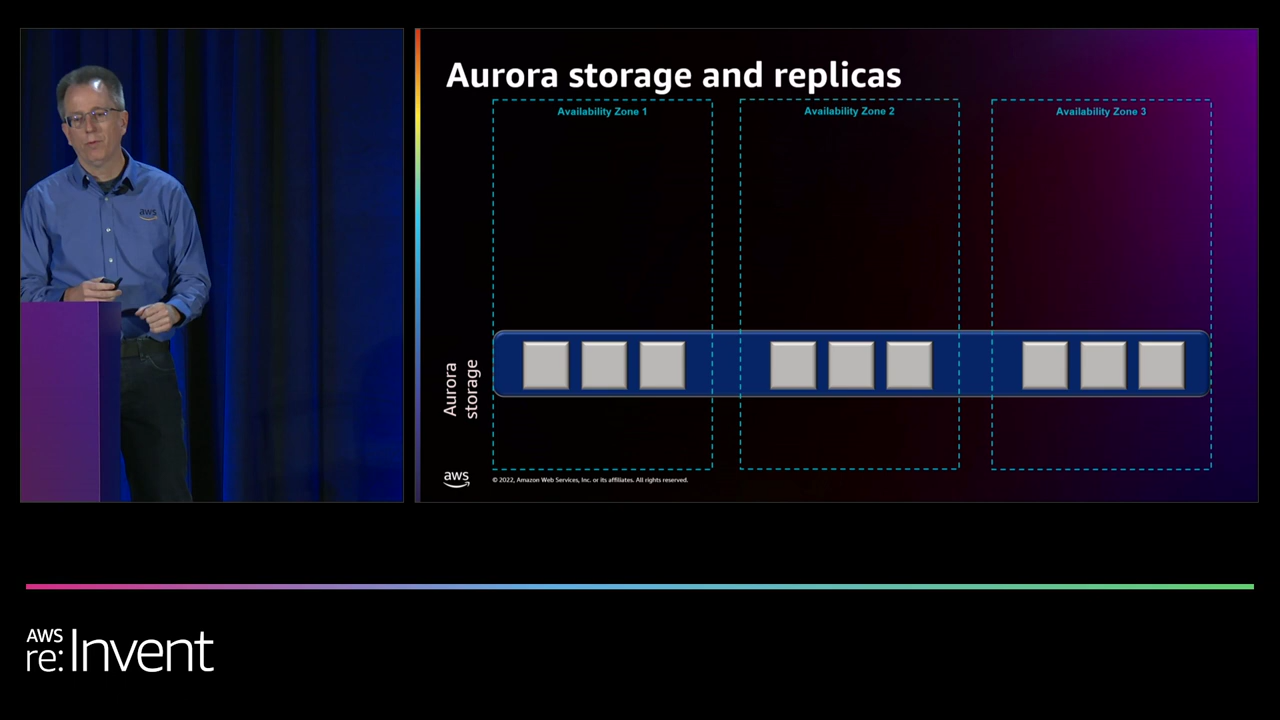 Aurora storage and replicas
Availability Zone 1
Availability Zone 2
Availability Zone 3
aws
Aurora
storage
aws
© 2022, Amazon Web Services, Inc. or its affiliates. All rights reserved.
AWS
re:Invent